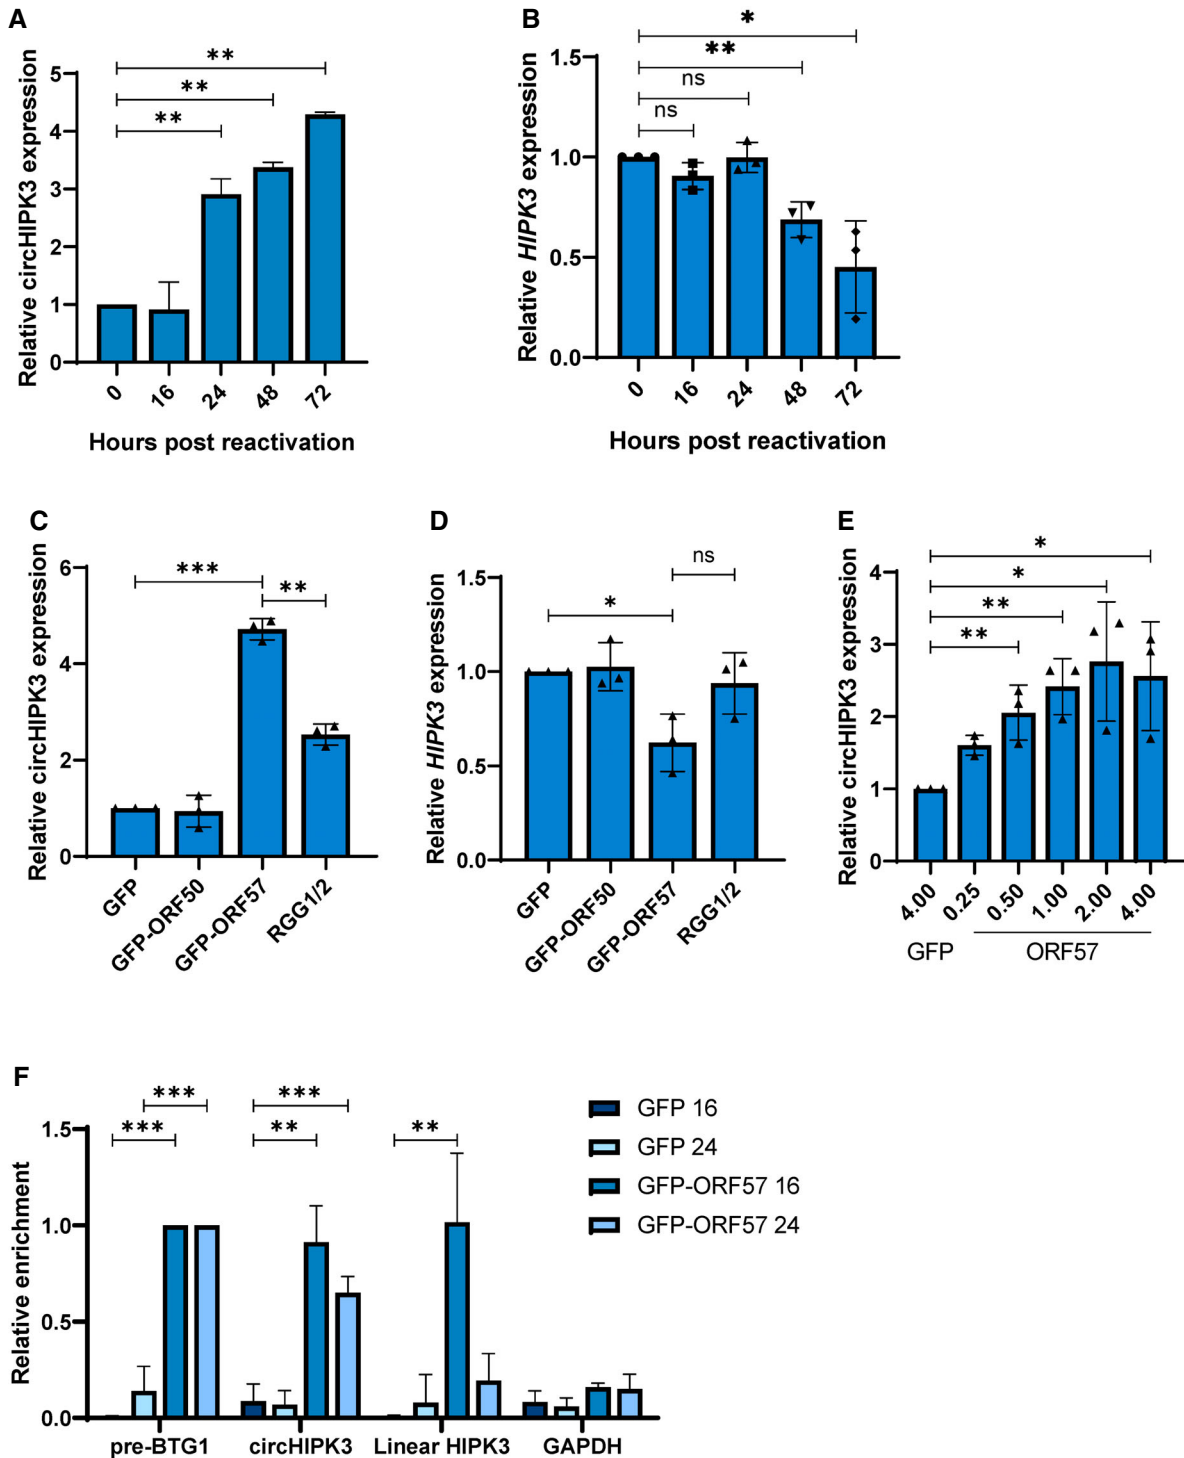 A
Relative circHIPK3 expression
5
4
3
2
1
0
**
**
**
0
16
24
48
72
Hours post reactivation
B
Relative HIPK3 expression
1.5
1.0
0.5
0.0
*
**
ns
ns
0
16
24
48
72
Hours post reactivation
C
Relative circHIPK3 expression
6
4
2
0
***
**
GFP
GFP-ORF50
GFP-ORF57
RGG1/2
D
Relative HIPK3 expression
1.5
1.0
0.5
0.0
ns
*
GFP
GFP-ORF50
GFP-ORF57
RGG1/2
E
Relative circHIPK3 expression
4
3
2
1
0
*
*
**
**
4.00
0.25
0.50
1.00
2.00
4.00
GFP
ORF57
F
Relative enrichment
1.5
1.0
0.5
0.0
***
***
***
**
**
pre-BTG1
circHIPK3
Linear HIPK3
GAPDH
GFP 16
GFP 24
GFP-ORF57 16
GFP-ORF57 24